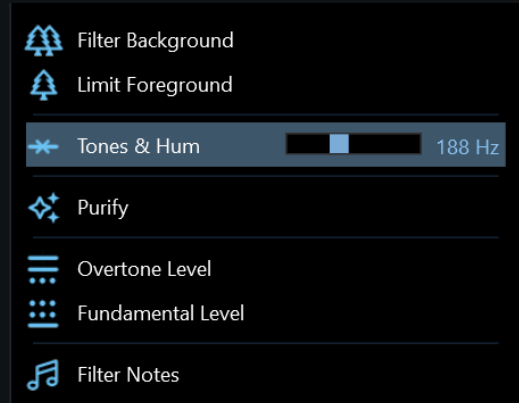 Filter Background
Limit Foreground
Tones & Hum 188 Hz
Purify
Overtone Level
Fundamental Level
Filter Notes